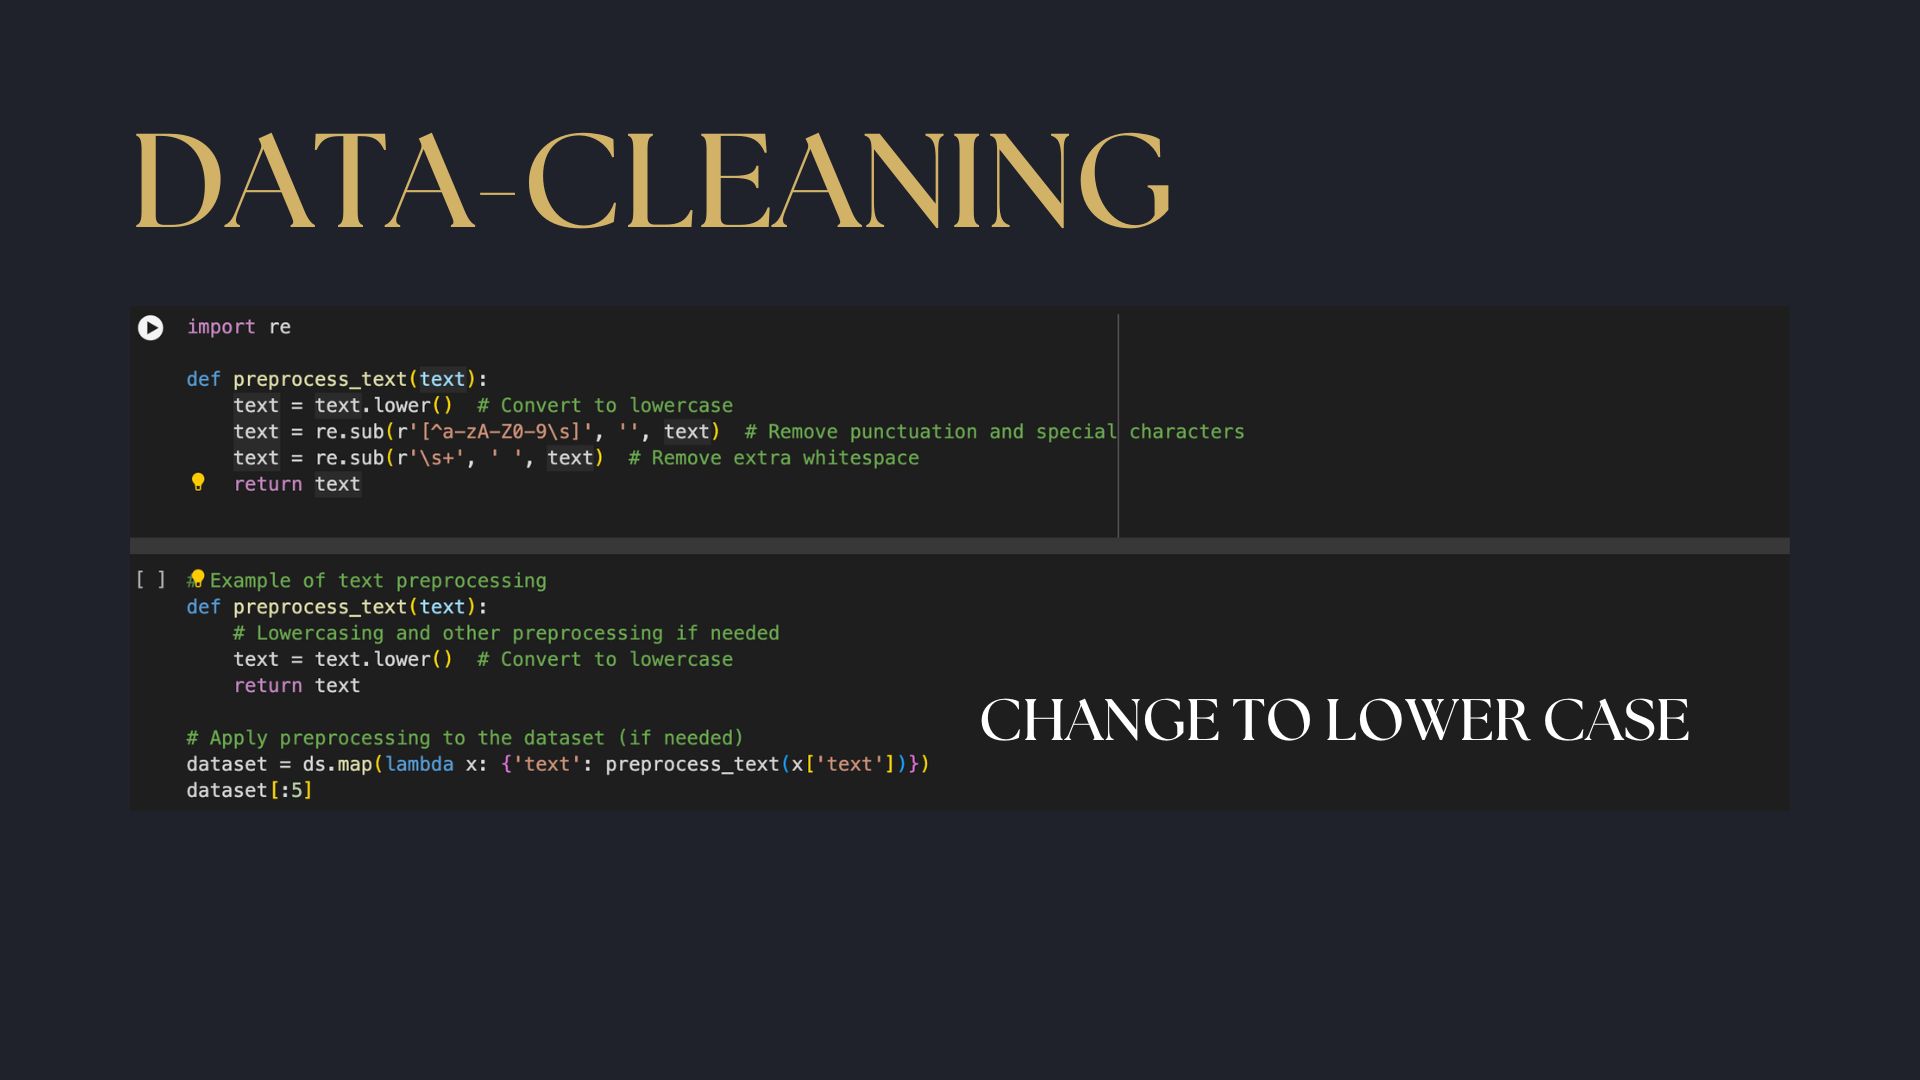 DATA-CLEANING
import re
def preprocess_text(text):
    text = text.lower()  # Convert to lowercase
    text = re.sub(r'[^a-zA-Z0-9\s]', '', text)  # Remove punctuation and special characters
    text = re.sub(r'\s+', ' ', text)  # Remove extra whitespace
    return text
[ ] # Example of text preprocessing
def preprocess_text(text):
    # Lowercasing and other preprocessing if needed
    text = text.lower()  # Convert to lowercase
    return text
CHANGE TO LOWER CASE
# Apply preprocessing to the dataset (if needed)
dataset = ds.map(lambda x: {'text': preprocess_text(x['text'])})
dataset[:5]